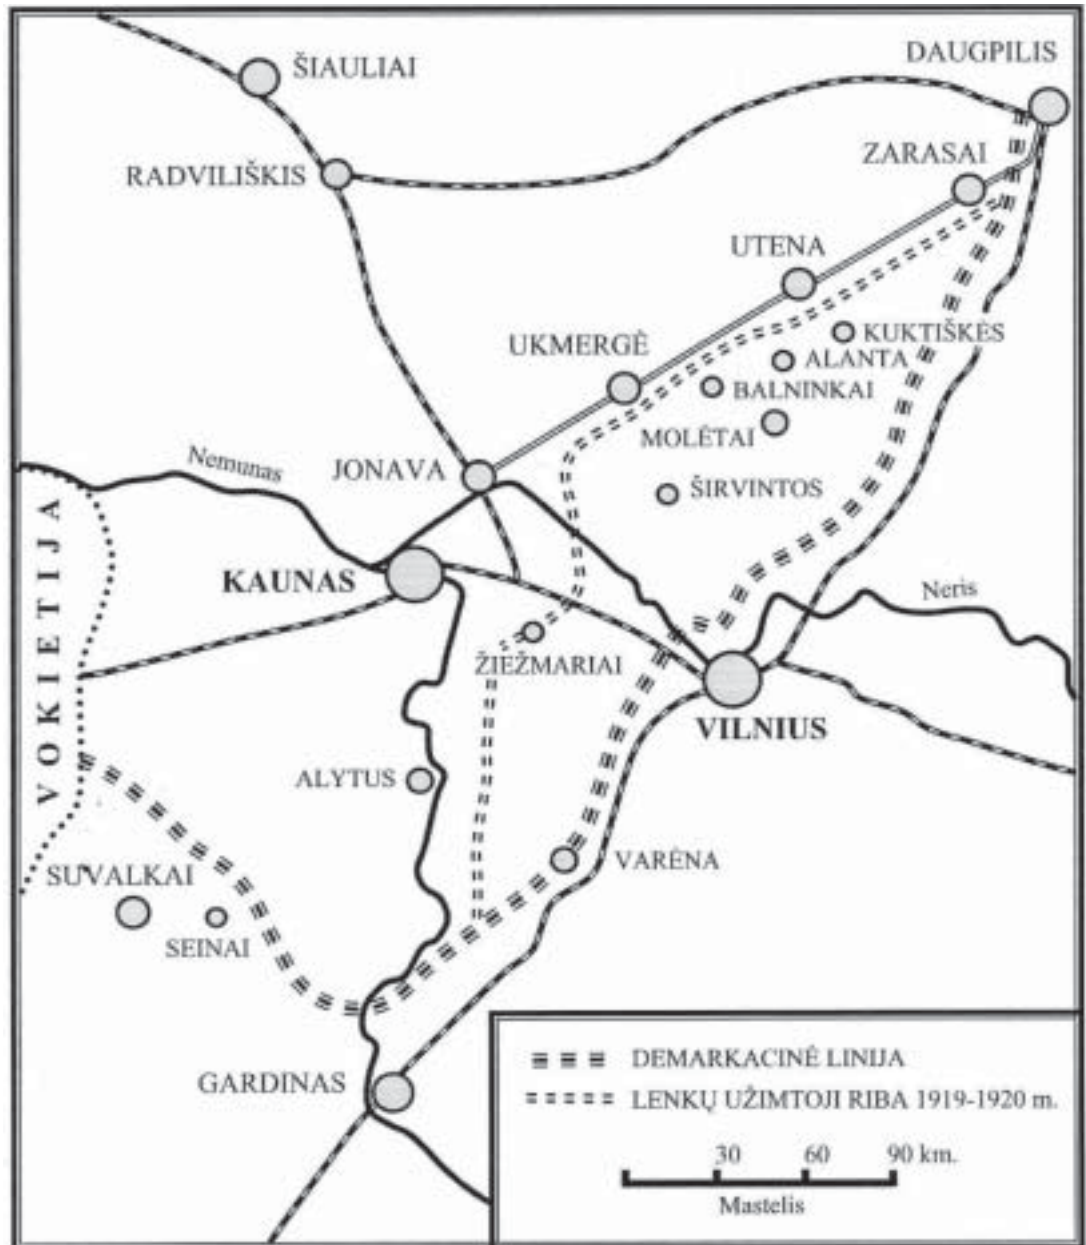 DAUGPILIS
ŠIAULIAI
ZARASAI
RADVILIŠKIS
UTENA
KUKTIŠKĖS
UKMERGĖ
ALANTA
BALNINKAI
MOLĖTAI
Nemunas
JONAVA
ŠIRVINTOS
VOKIETIJA
KAUNAS
Neris
ŽIEŽMARIAI
VILNIUS
ALYTUS
VARĖNA
SUVALKAI
SEINAI
GARDINAS
DEMARKACINĖ LINIJA
LENKŲ UŽIMTOJI RIBA 1919-1920 m.
30 60 90 km.
Mastelis